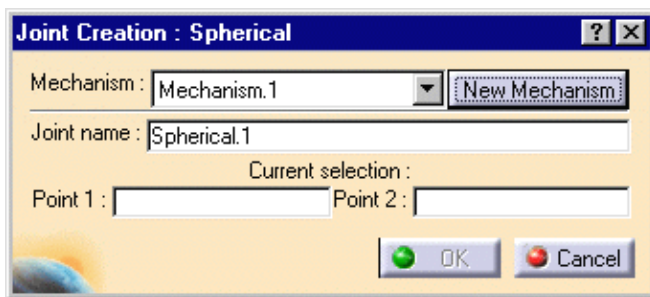 Joint Creation : Spherical ? X
Mechanism : Mechanism.1 New Mechanism
Joint name : Spherical.1
Current selection :
Point 1 : Point 2 :
OK Cancel